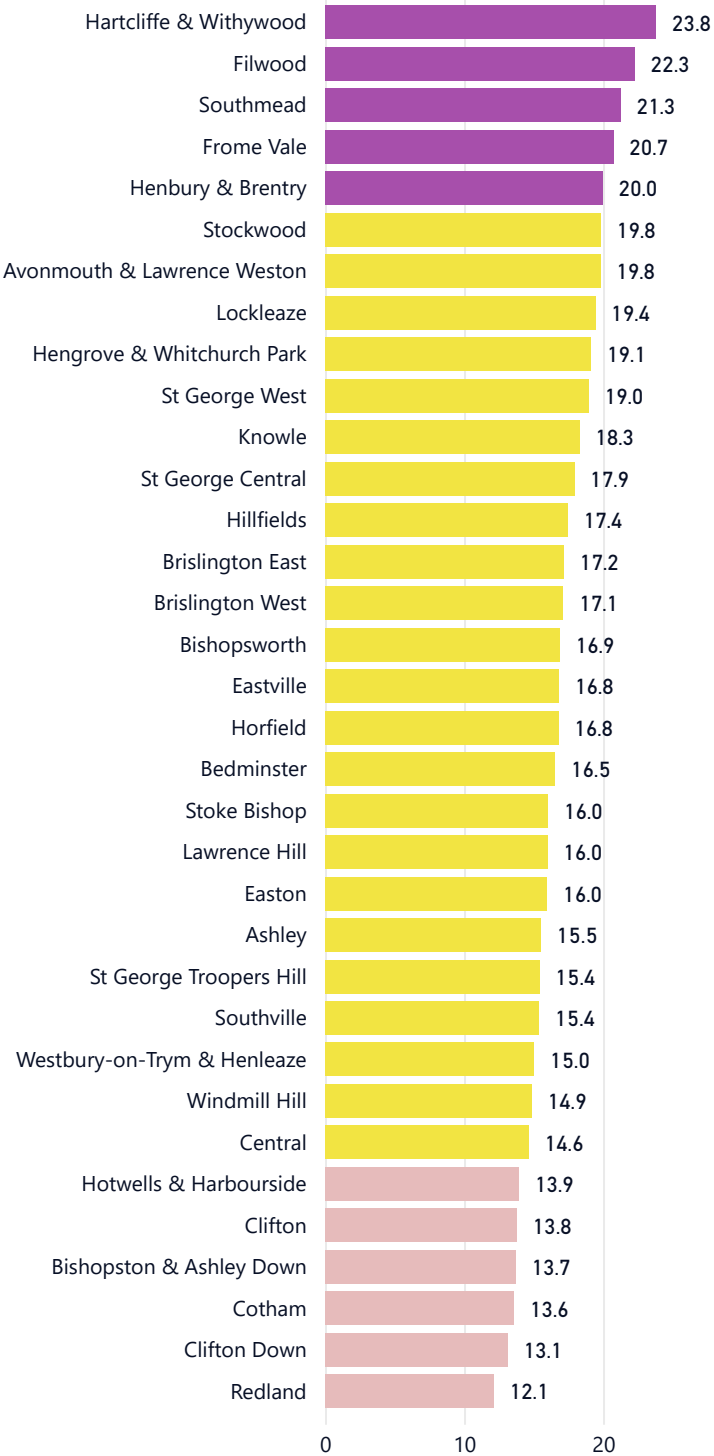 Hartcliffe & Withywood 23.8
Filwood 22.3
Southmead 21.3
Frome Vale 20.7
Henbury & Brentry 20.0
Stockwood 19.8
Avonmouth & Lawrence Weston 19.8
Lockleaze 19.4
Hengrove & Whitchurch Park 19.1
St George West 19.0
Knowle 18.3
St George Central 17.9
Hillfields 17.4
Brislington East 17.2
Brislington West 17.1
Bishopsworth 16.9
Eastville 16.8
Horfield 16.8
Bedminster 16.5
Stoke Bishop 16.0
Lawrence Hill 16.0
Easton 16.0
Ashley 15.5
St George Troopers Hill 15.4
Southville 15.4
Westbury-on-Trym & Henleaze 15.0
Windmill Hill 14.9
Central 14.6
Hotwells & Harbourside 13.9
Clifton 13.8
Bishopston & Ashley Down 13.7
Cotham 13.6
Clifton Down 13.1
Redland 12.1
0 10 20